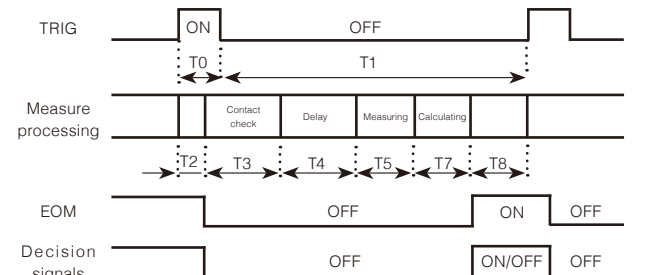 TRIG ON OFF
T0 T1
Measure processing
Contact check
Delay
Measuring
Calculating
T2 T3 T4 T5 T7 T8
EOM OFF ON OFF
Decision signals OFF ON/OFF OFF